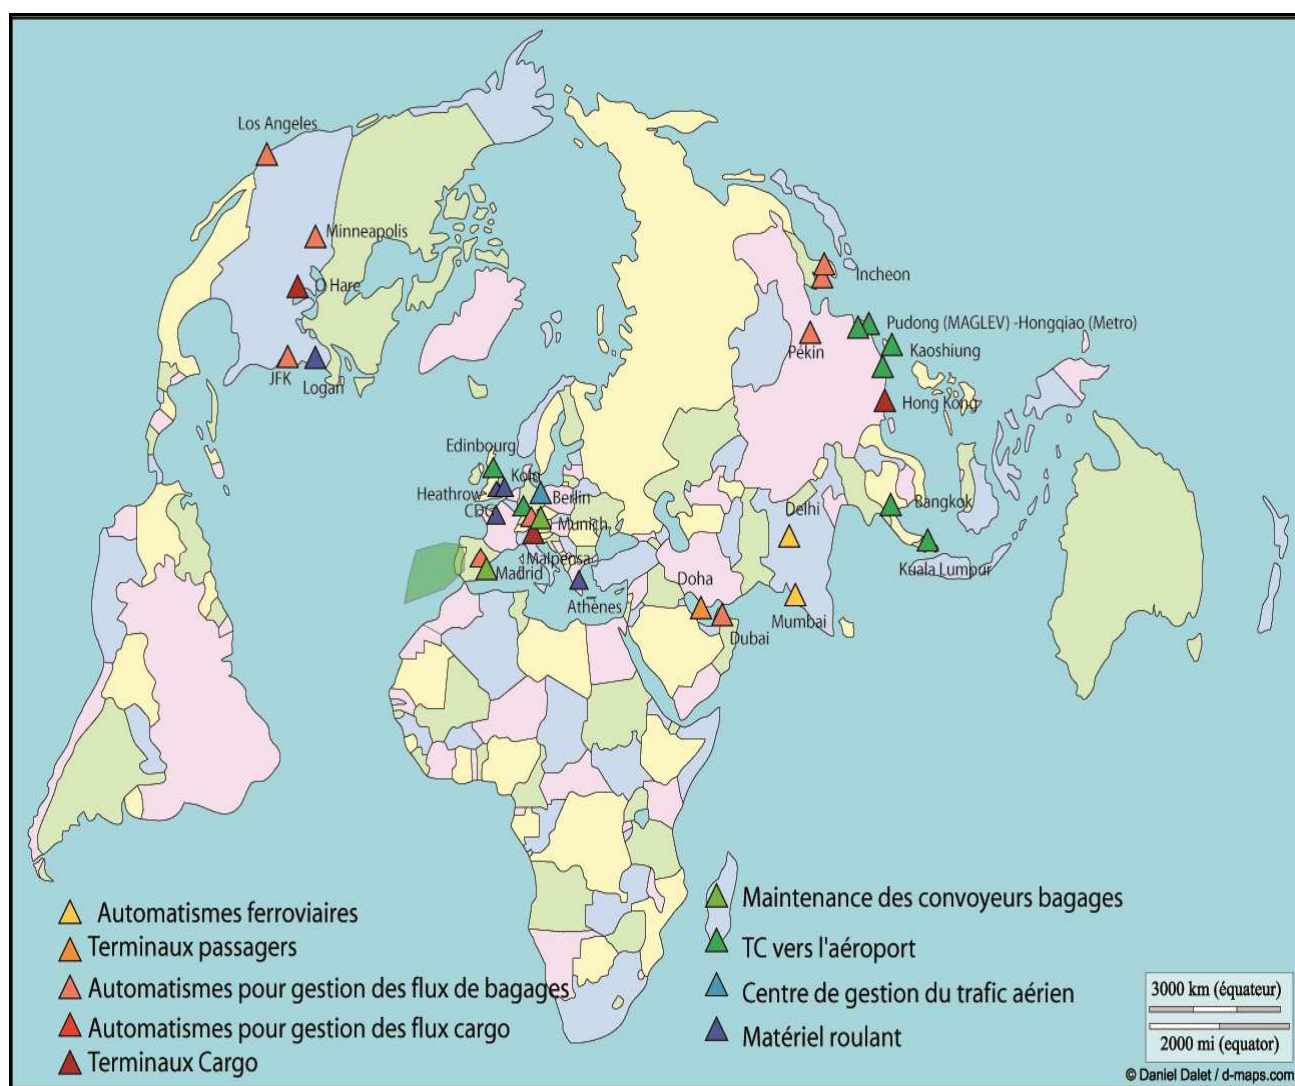 Los Angeles
Minneapolis
O Hare
JFK
Logan
Incheon
Pudong (MAGLEV) -Hongqiao (Metro)
Pékin
Kaoshiung
Hong Kong
Edinbourg
Köln
Heathrow
Berlin
CDG
Munich
Malpensa
Madrid
Athènes
Delhi
Bangkok
Kuala Lumpur
Doha
Mumbai
Dubai
Automatismes ferroviaires
Terminaux passagers
Automatismes pour gestion des flux de bagages
Automatismes pour gestion des flux cargo
Terminaux Cargo
Maintenance des convoyeurs bagages
TC vers l'aéroport
Centre de gestion du trafic aérien
Matériel roulant
3000 km (équateur)
2000 mi (equator)
© Daniel Dalet / d-maps.com